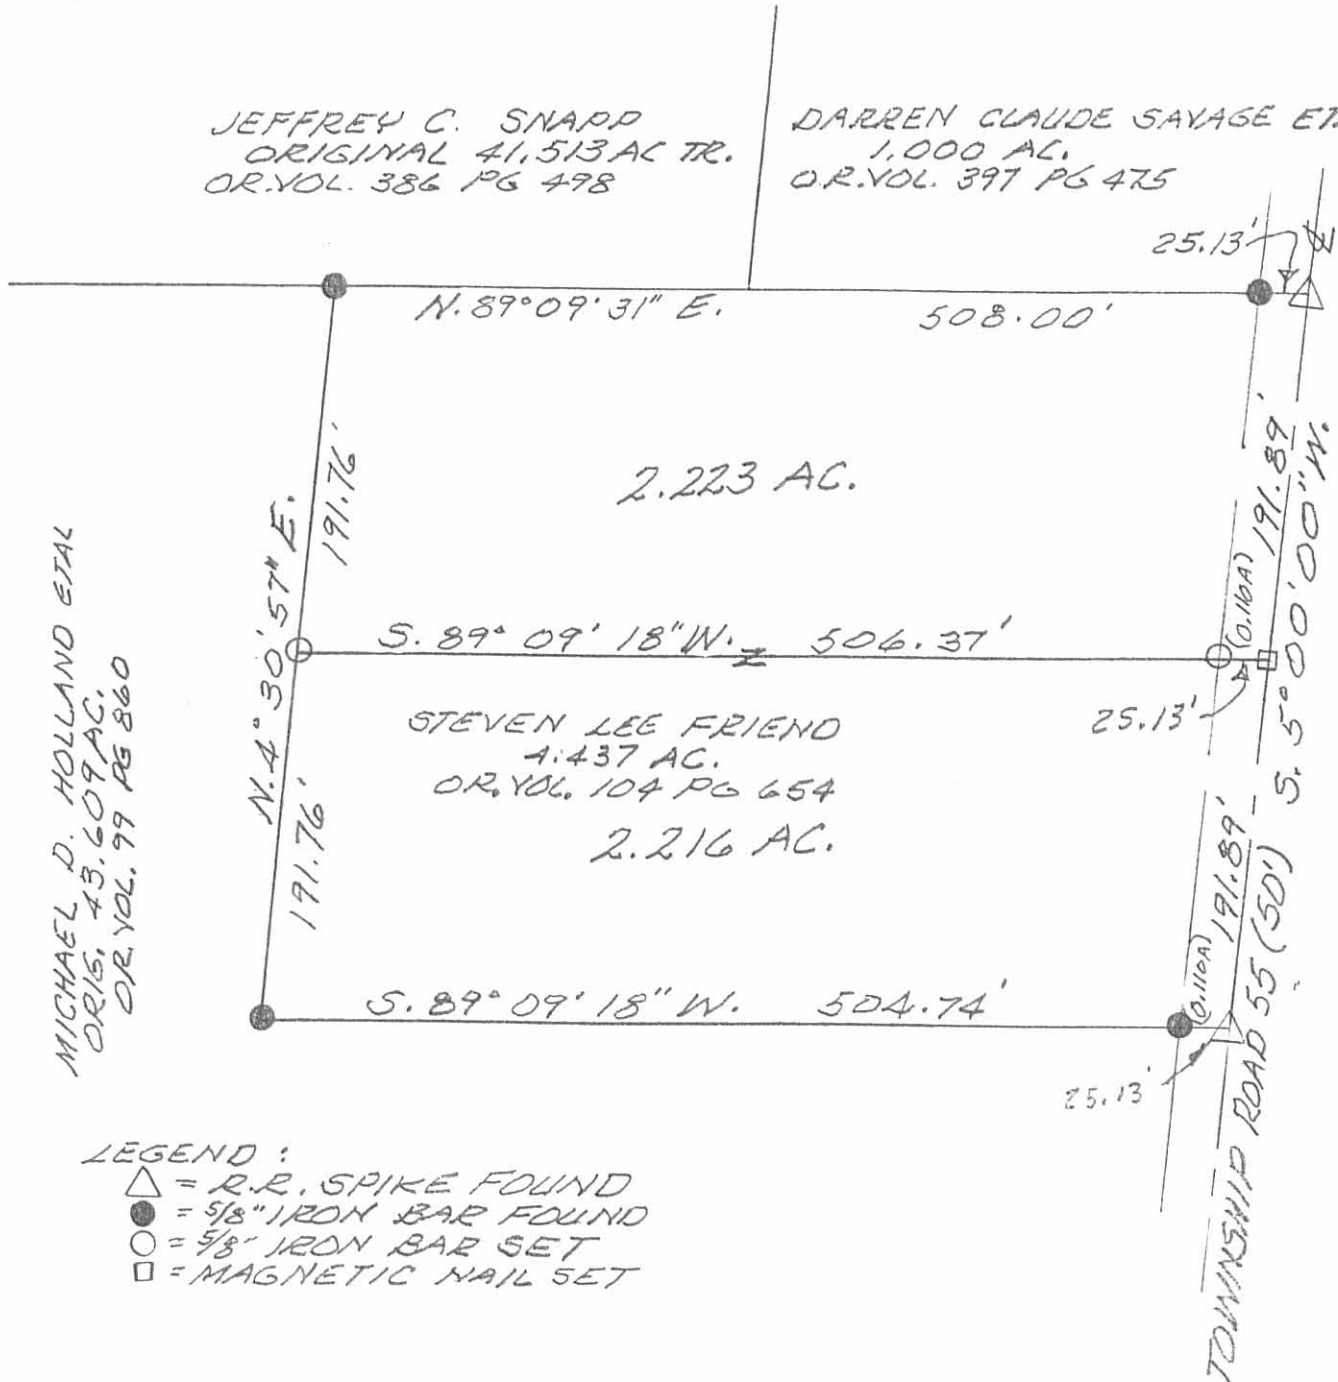 JEFFREY C. SNAPP
ORIGINAL 41.513 AC TR.
OR.VOL. 386 PG 498
DARREN CLAUDE SAVAGE ET.
1.000 AC.
O.R.VOL. 397 PG 475
25.13'
N. 89° 09' 31" E.
508.00'
191.76'
N. 4° 30' 57" E.
2.223 AC.
191.89'
(0.110A)
S. 5° 00' 00" W.
S. 89° 09' 18" W.
506.37'
25.13'
STEVEN LEE FRIEND
4.437 AC.
OR. VOL. 104 PG 654
2.216 AC.
191.76'
191.89'
(0.110A)
MICHAEL D. HOLLAND ETAL
ORIG. 43.609 AC.
OR VOL. 99 PG 860
S. 89° 09' 18" W.
504.74'
25.13'
TOWNSHIP ROAD 55 (50')
LEGEND :
△ = R.R. SPIKE FOUND
● = 5/8" IRON BAR FOUND
○ = 5/8" IRON BAR SET
□ = MAGNETIC NAIL SET